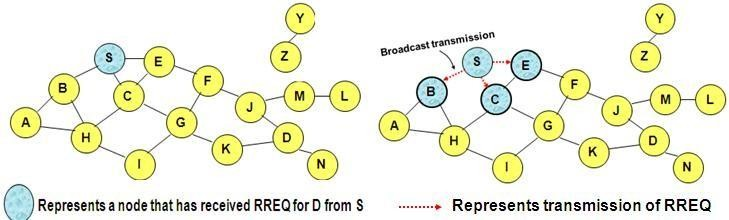 Y
Z
S
E
B
F
C
M
L
J
A
G
H
D
K
I
N
Broadcast transmission
Y
Z
S
E
B
F
C
M
L
J
A
G
H
D
K
I
N
Represents a node that has received RREQ for D from S
Represents transmission of RREQ